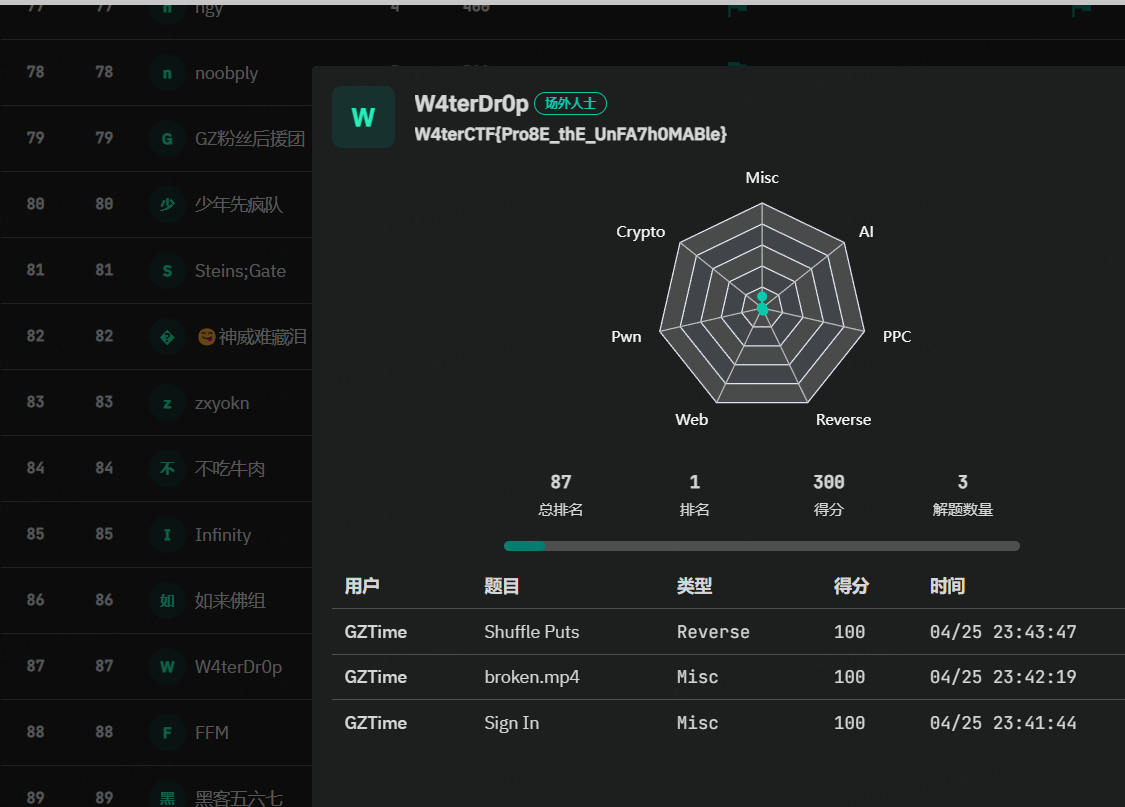 77 77 n ngy 4 400
78 78 n noobply
79 79 G GZ粉丝后援团
80 80 少 少年先疯队
81 81 S Steins;Gate
82 82 � 😄神威难藏泪
83 83 z zxyokn
84 84 不 不吃牛肉
85 85 I Infinity
86 86 如 如来佛组
87 87 W W4terDr0p
88 88 F FFM
89 89 黑 黑客五六七
W W4terDr0p 场外人士
W4terCTF{Pro8E_thE_UnFA7h0MABle}
Misc
Crypto AI
Pwn PPC
Web Reverse
87 1 300 3
总排名 排名 得分 解题数量
用户 题目 类型 得分 时间
GZTime Shuffle Puts Reverse 100 04/25 23:43:47
GZTime broken.mp4 Misc 100 04/25 23:42:19
GZTime Sign In Misc 100 04/25 23:41:44